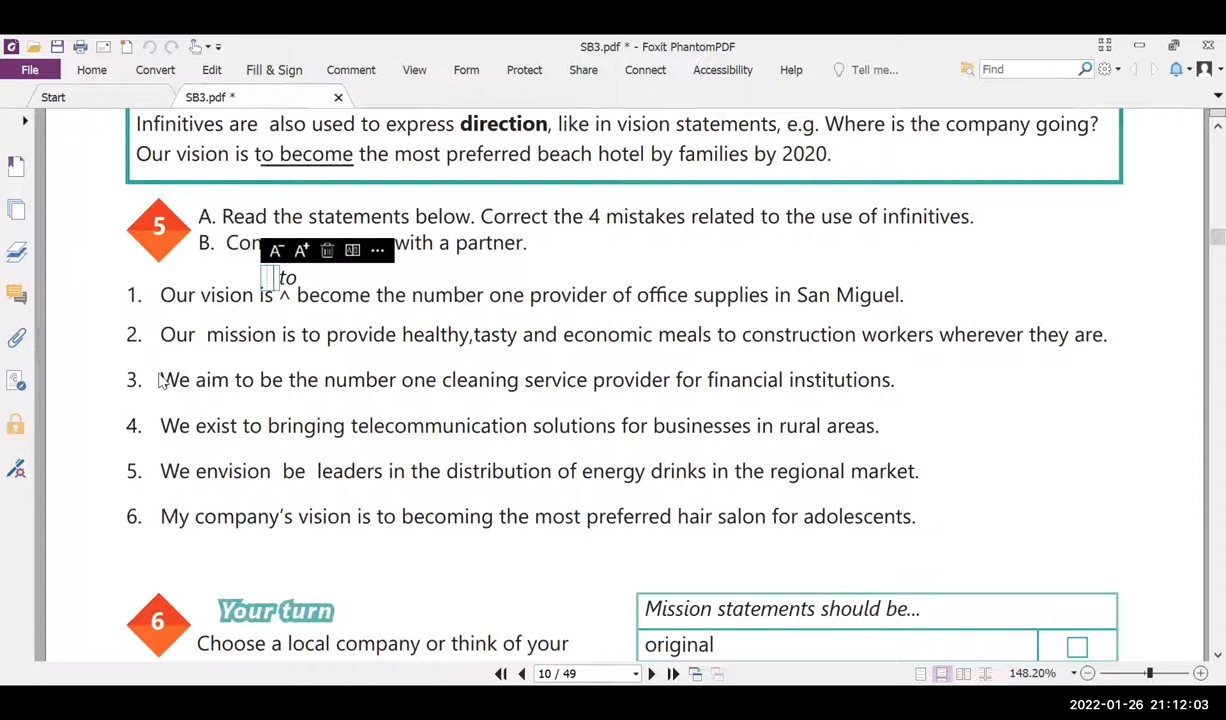 SB3.pdf * - Foxit PhantomPDF
File Home Convert Edit Fill & Sign Comment View Form Protect Share Connect Accessibility Help Tell me... Find
Start SB3.pdf *
Infinitives are also used to express direction, like in vision statements, e.g. Where is the company going?
Our vision is to become the most preferred beach hotel by families by 2020.
5 A. Read the statements below. Correct the 4 mistakes related to the use of infinitives.
B. Con with a partner.
to
1. Our vision is ^ become the number one provider of office supplies in San Miguel.
2. Our mission is to provide healthy,tasty and economic meals to construction workers wherever they are.
3. We aim to be the number one cleaning service provider for financial institutions.
4. We exist to bringing telecommunication solutions for businesses in rural areas.
5. We envision be leaders in the distribution of energy drinks in the regional market.
6. My company's vision is to becoming the most preferred hair salon for adolescents.
6 Your turn
Choose a local company or think of your
Mission statements should be...
original
10 / 49
148.20%
2022-01-26 21:12:03